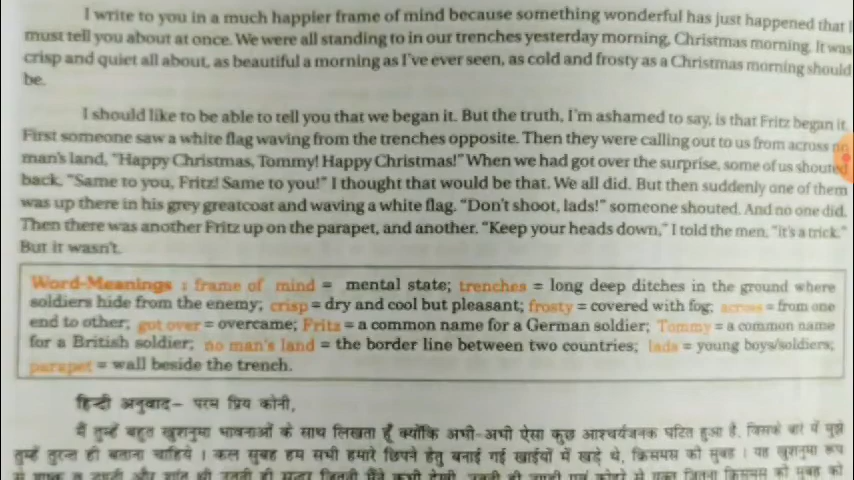 I write to you in a much happier frame of mind because something wonderful has just happened that I
must tell you about at once. We were all standing to in our trenches yesterday morning, Christmas morning. It was
crisp and quiet all about, as beautiful a morning as I've ever seen, as cold and frosty as a Christmas morning should
be.
I should like to be able to tell you that we began it. But the truth, I'm ashamed to say, is that Fritz began it.
First someone saw a white flag waving from the trenches opposite. Then they were calling out to us from across no
man's land, "Happy Christmas, Tommy! Happy Christmas!" When we had got over the surprise, some of us shouted
back, "Same to you, Fritz! Same to you!" I thought that would be that. We all did. But then suddenly one of them
was up there in his grey greatcoat and waving a white flag. "Don't shoot, lads!" someone shouted. And no one did.
Then there was another Fritz up on the parapet, and another. "Keep your heads down," I told the men, "it's a trick."
But it wasn't.
Word-Meanings : frame of mind = mental state; trenches = long deep ditches in the ground where
soldiers hide from the enemy; crisp = dry and cool but pleasant; frosty = covered with fog; across = from one
end to other; got over = overcame; Fritz = a common name for a German soldier; Tommy = a common name
for a British soldier; no man's land = the border line between two countries; lads = young boys/soldiers;
parapet = wall beside the trench.
हिन्दी अनुवाद– परम प्रिय कोनी,
मैं तुम्हें बहुत खुशनुमा भावनाओं के साथ लिखता हूँ क्योंकि अभी-अभी ऐसा कुछ आश्चर्यजनक घटित हुआ है, जिसके बारे में मुझे
तुम्हें तुरन्त ही बताना चाहिये । कल सुबह हम सभी हमारे छिपने हेतु बनाई गई खाईयों में खड़े थे, क्रिसमस की सुबह । यह खुशनुमा रूप